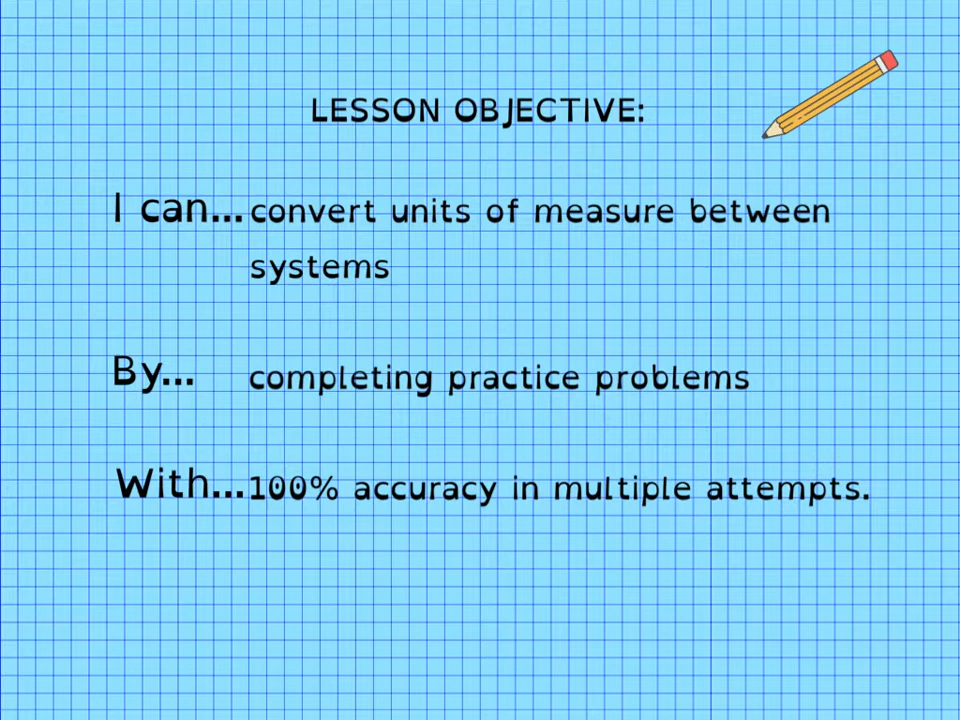 LESSON OBJECTIVE:
I can... convert units of measure between
systems
By... completing practice problems
With... 100% accuracy in multiple attempts.